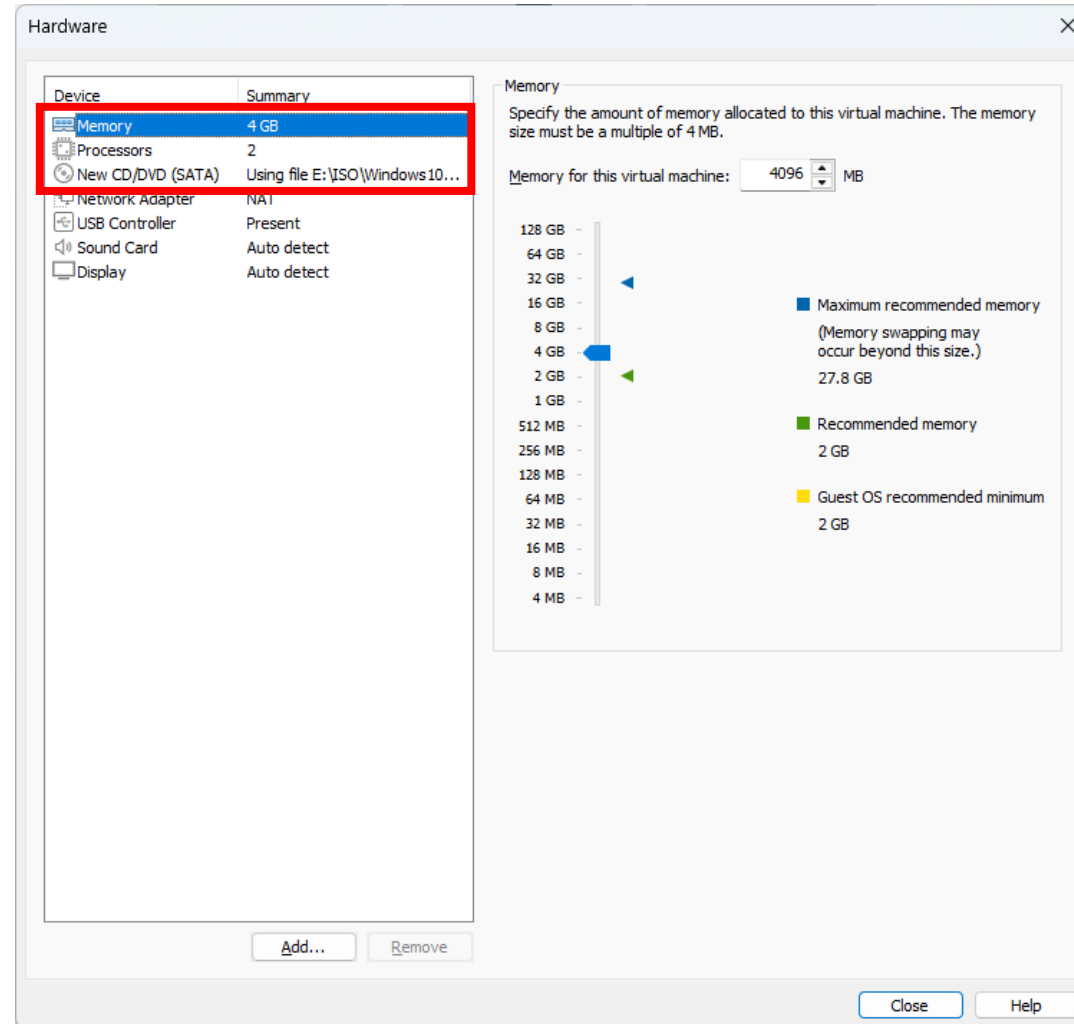 Hardware
Device Summary
Memory 4 GB
Processors 2
New CD/DVD (SATA) Using file E:\ISO\Windows10...
Network Adapter NAT
USB Controller Present
Sound Card Auto detect
Display Auto detect
Add... Remove
Memory
Specify the amount of memory allocated to this virtual machine. The memory
size must be a multiple of 4 MB.
Memory for this virtual machine: 4096 MB
128 GB
64 GB
32 GB
16 GB
8 GB
4 GB
2 GB
1 GB
512 MB
256 MB
128 MB
64 MB
32 MB
16 MB
8 MB
4 MB
Maximum recommended memory
(Memory swapping may
occur beyond this size.)
27.8 GB
Recommended memory
2 GB
Guest OS recommended minimum
2 GB
Close Help